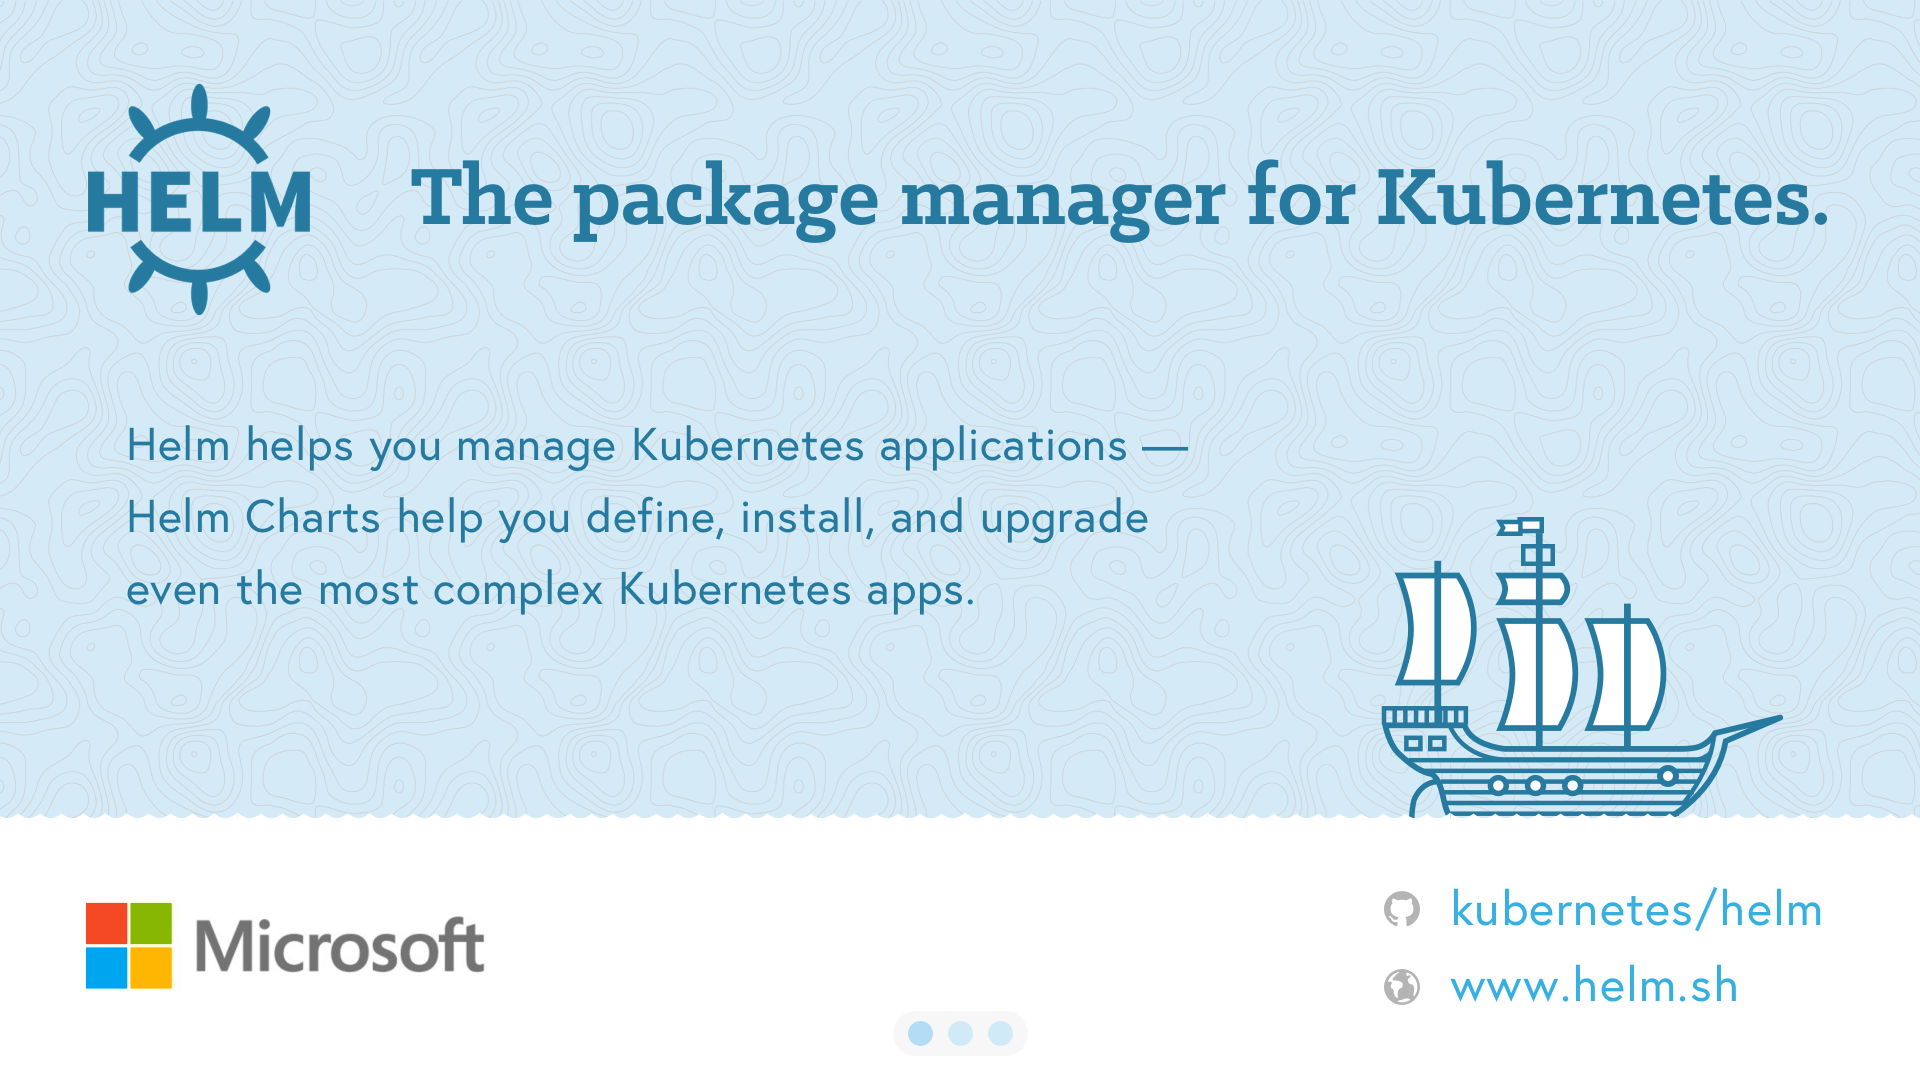 HELM
The package manager for Kubernetes.
Helm helps you manage Kubernetes applications —
Helm Charts help you define, install, and upgrade
even the most complex Kubernetes apps.
Microsoft
kubernetes/helm
www.helm.sh